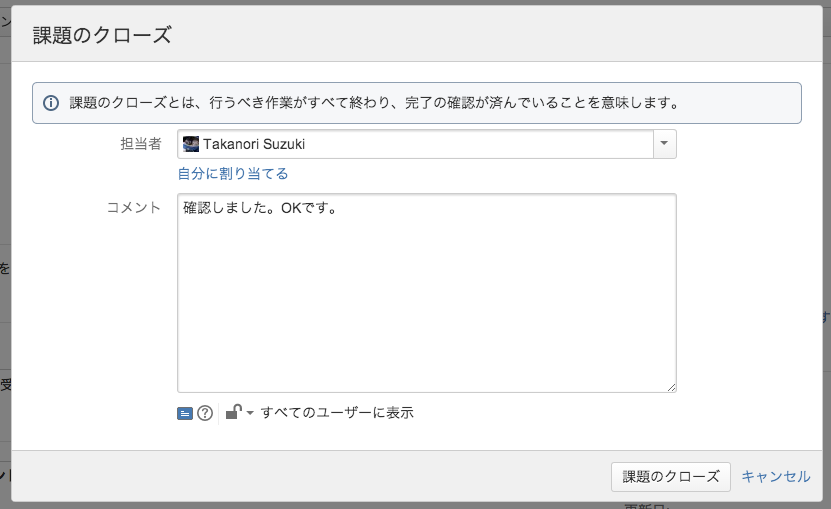 課題のクローズ
課題のクローズとは、行うべき作業がすべて終わり、完了の確認が済んでいることを意味します。
担当者 Takanori Suzuki
自分に割り当てる
コメント 確認しました。OKです。
すべてのユーザーに表示
課題のクローズ キャンセル